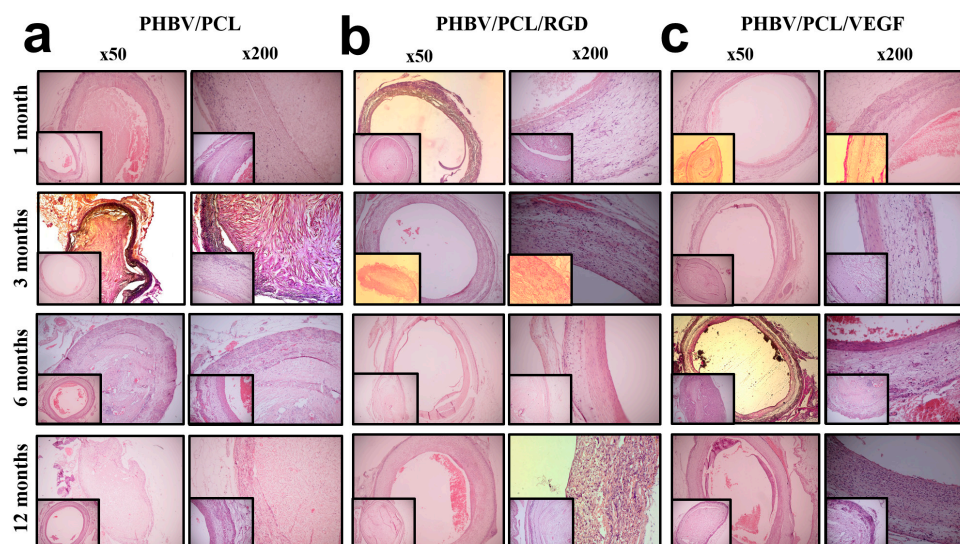 a
PHBV/PCL
x50
x200
b
PHBV/PCL/RGD
x50
x200
c
PHBV/PCL/VEGF
x50
x200
1 month
3 months
6 months
12 months